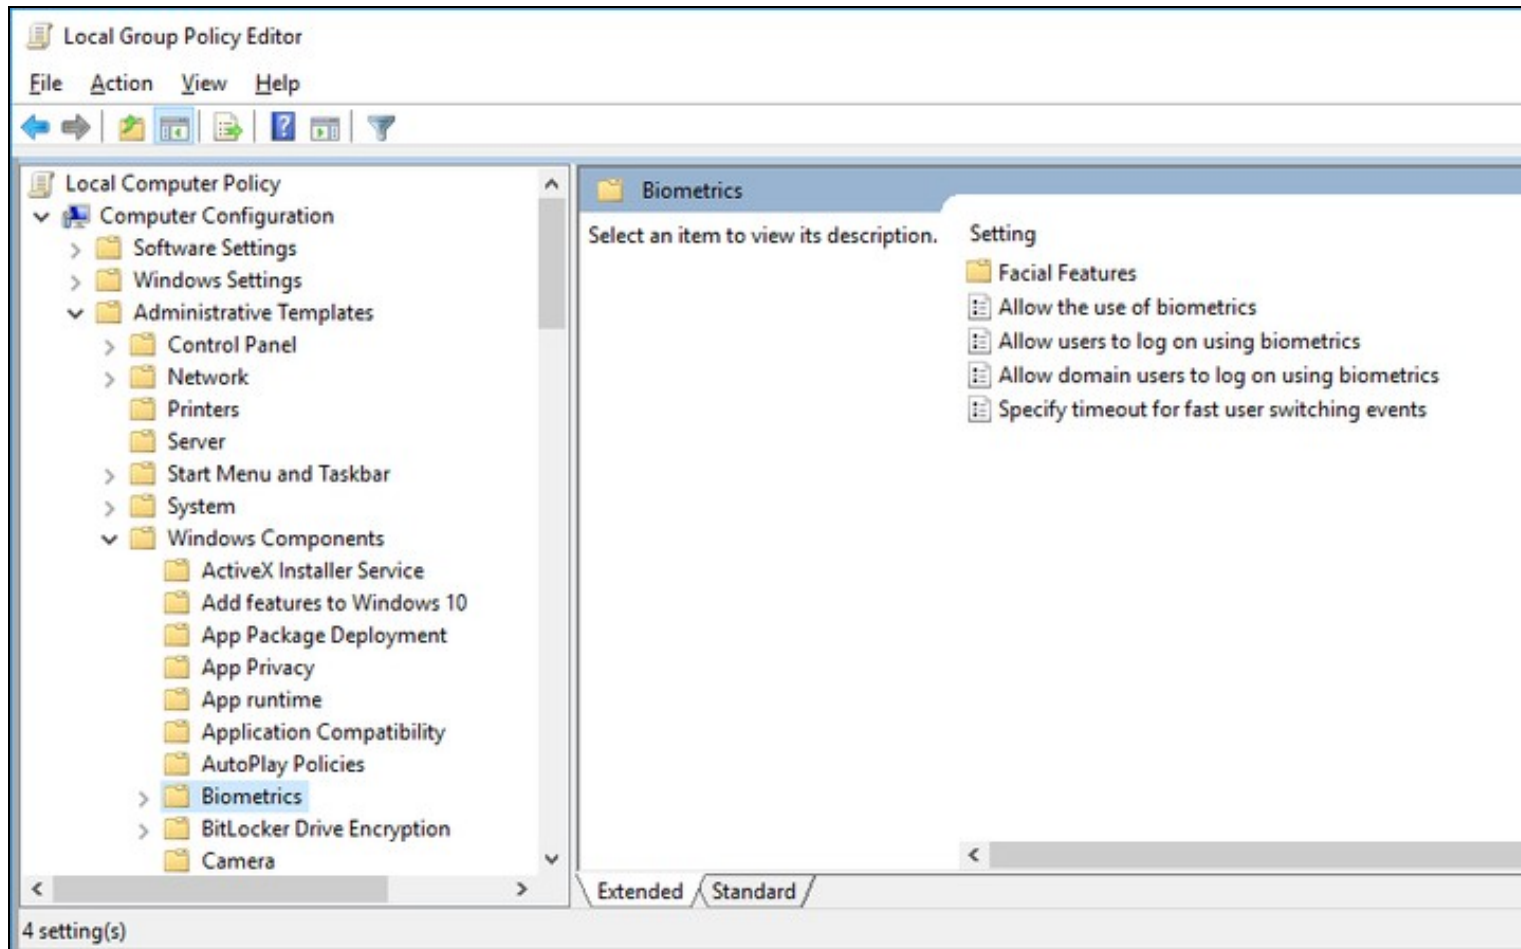 Local Group Policy Editor
File Action View Help
Local Computer Policy
Computer Configuration
Software Settings
Windows Settings
Administrative Templates
Control Panel
Network
Printers
Server
Start Menu and Taskbar
System
Windows Components
ActiveX Installer Service
Add features to Windows 10
App Package Deployment
App Privacy
App runtime
Application Compatibility
AutoPlay Policies
Biometrics
BitLocker Drive Encryption
Camera
Biometrics
Select an item to view its description.
Setting
Facial Features
Allow the use of biometrics
Allow users to log on using biometrics
Allow domain users to log on using biometrics
Specify timeout for fast user switching events
Extended Standard
4 setting(s)